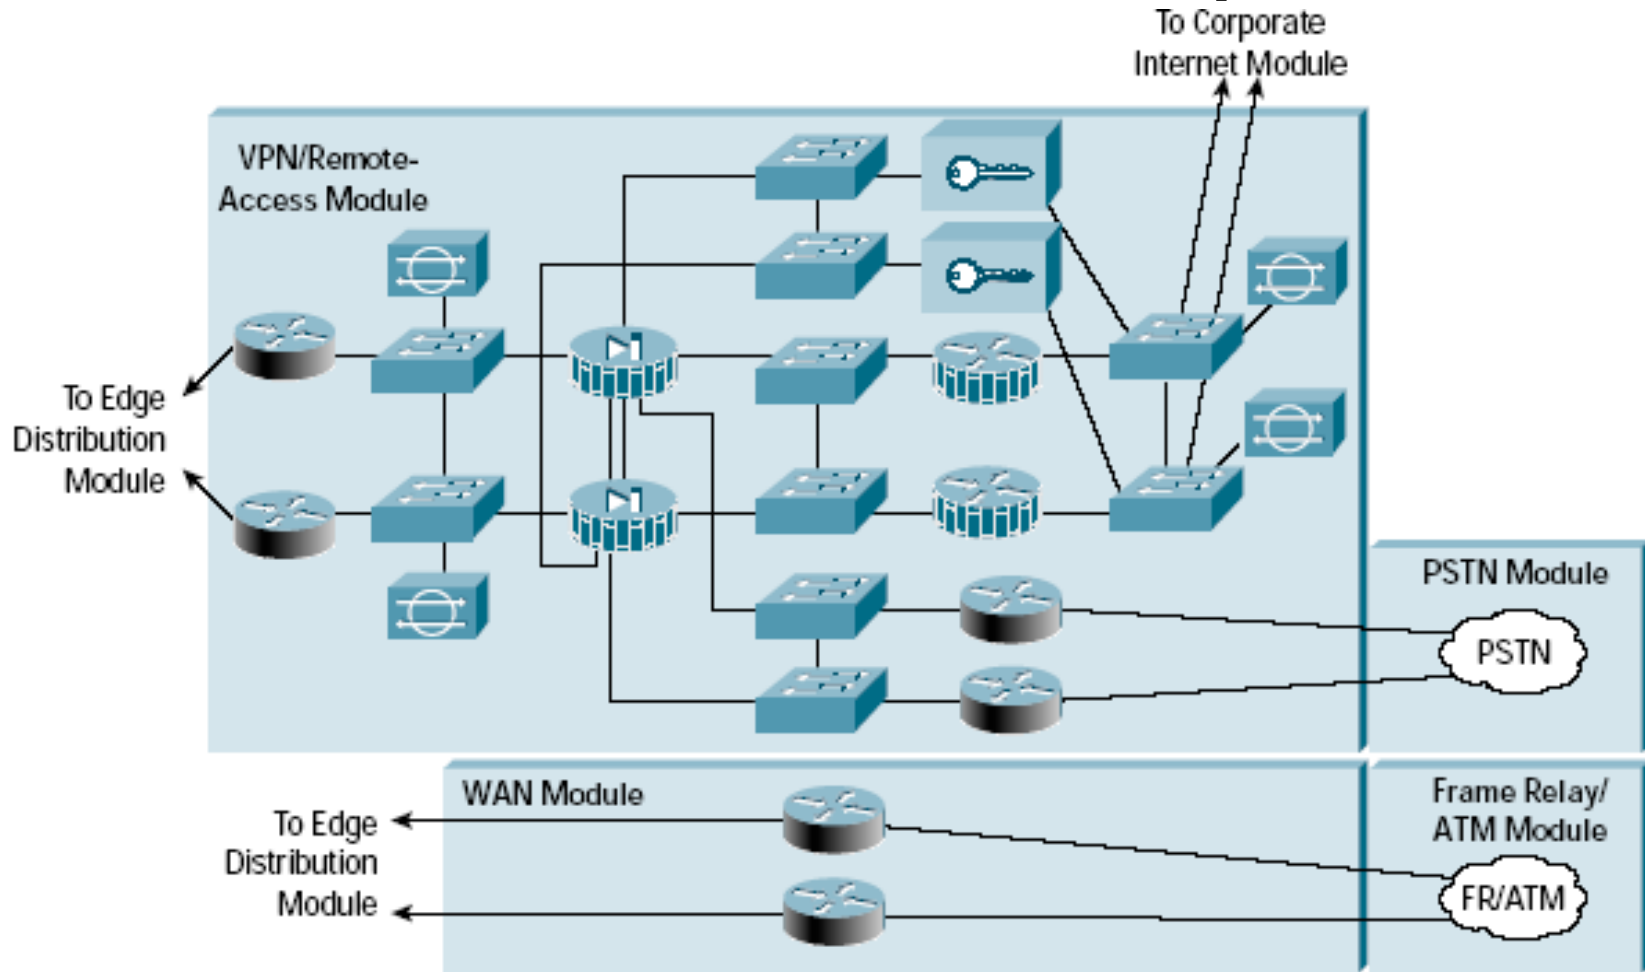 To Corporate
Internet Module
VPN/Remote-
Access Module
To Edge
Distribution
Module
PSTN Module
PSTN
WAN Module
To Edge
Distribution
Module
Frame Relay/
ATM Module
FR/ATM